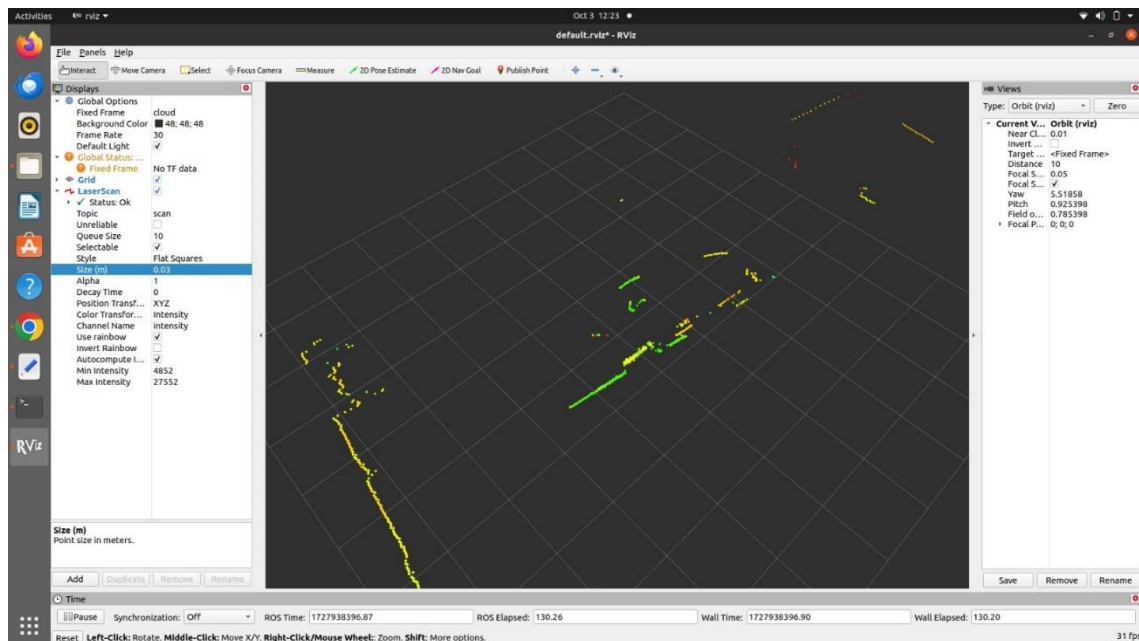 Activities
RViz rviz
Oct 3 12:23
default.rviz* - RViz
File Panels Help
Interact Move Camera Select Focus Camera Measure 2D Pose Estimate 2D Nav Goal Publish Point
Displays
Global Options
Fixed Frame cloud
Background Color 48; 48; 48
Frame Rate 30
Default Light
Global Status: ...
Fixed Frame No TF data
Grid
LaserScan
Status: Ok
Topic scan
Unreliable
Queue Size 10
Selectable
Style Flat Squares
Size (m) 0.03
Alpha 1
Decay Time 0
Position Transf... XYZ
Color Transfor... Intensity
Channel Name intensity
Use rainbow
Invert Rainbow
Autocompute I...
Min Intensity 4852
Max Intensity 27552
Size (m)
Point size in meters.
Add Duplicate Remove Rename
Views
Type: Orbit (rviz) Zero
Current V... Orbit (rviz)
Near Cl... 0.01
Invert ...
Target ... <Fixed Frame>
Distance 10
Focal S... 0.05
Focal S...
Yaw 5.51858
Pitch 0.925398
Field o... 0.785398
Focal P... 0; 0; 0
Save Remove Rename
RViz
Time
Pause Synchronization: Off ROS Time: 1727938396.87 ROS Elapsed: 130.26 Wall Time: 1727938396.90 Wall Elapsed: 130.20
Reset Left-Click: Rotate. Middle-Click: Move X/Y. Right-Click/Mouse Wheel:: Zoom. Shift: More options. 31 fps